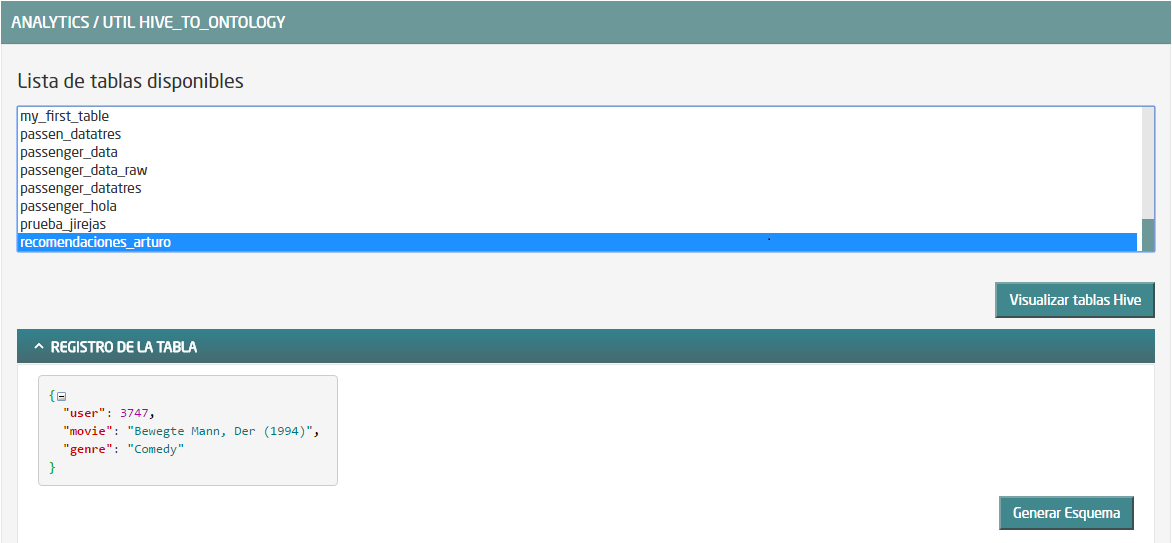 ANALYTICS / UTIL HIVE_TO_ONTOLOGY
Lista de tablas disponibles
my_first_table
passen_datatres
passenger_data
passenger_data_raw
passenger_datatres
passenger_hola
prueba_jirejas
recomendaciones_arturo
Visualizar tablas Hive
REGISTRO DE LA TABLA
{
"user": 3747,
"movie": "Bewegte Mann, Der (1994)",
"genre": "Comedy"
}
Generar Esquema